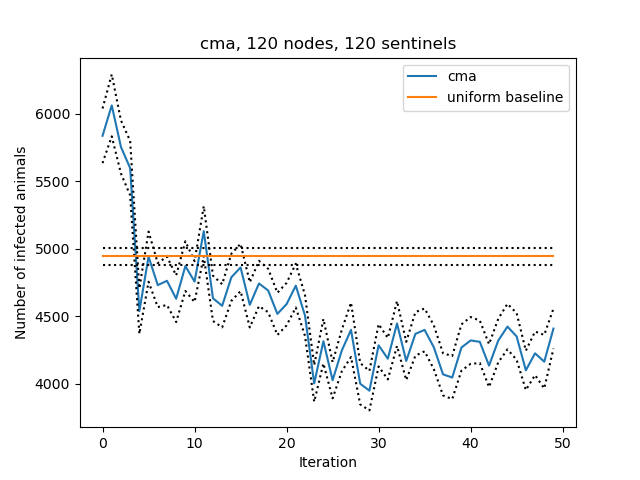 cma, 120 nodes, 120 sentinels
cma
uniform baseline
6000
5500
5000
4500
4000
Number of infected animals
0 10 20 30 40 50
Iteration